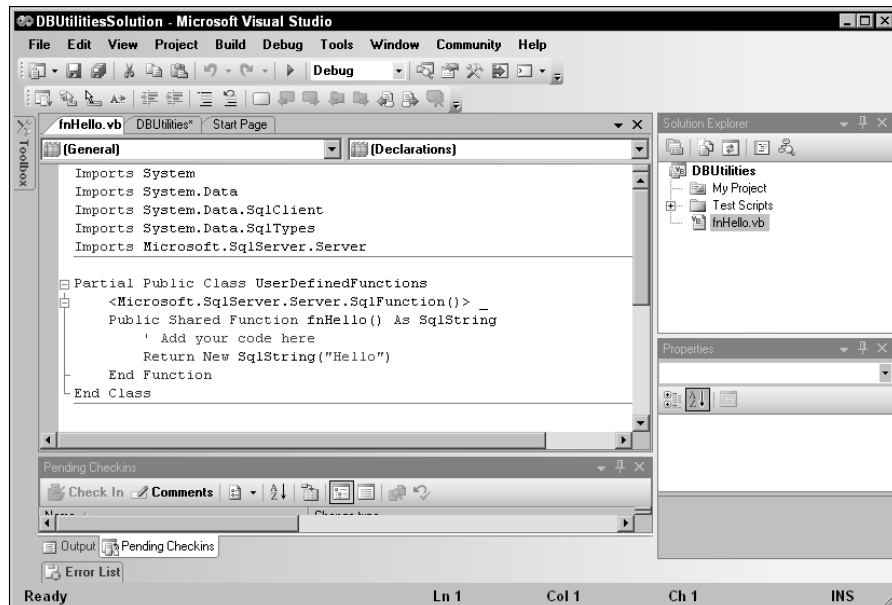 DBUtilitiesSolution - Microsoft Visual Studio
File Edit View Project Build Debug Tools Window Community Help
Debug
fnHello.vb DBUtilities* Start Page
Toolbox
(General) (Declarations)
Imports System
Imports System.Data
Imports System.Data.SqlClient
Imports System.Data.SqlTypes
Imports Microsoft.SqlServer.Server
Partial Public Class UserDefinedFunctions
<Microsoft.SqlServer.Server.SqlFunction()> _
Public Shared Function fnHello() As SqlString
' Add your code here
Return New SqlString("Hello")
End Function
End Class
Solution Explorer
DBUtilities
My Project
Test Scripts
fnHello.vb
Properties
Pending Checkins
Check In Comments
Name Change type
Output Pending Checkins
Error List
Ready Ln 1 Col 1 Ch 1 INS